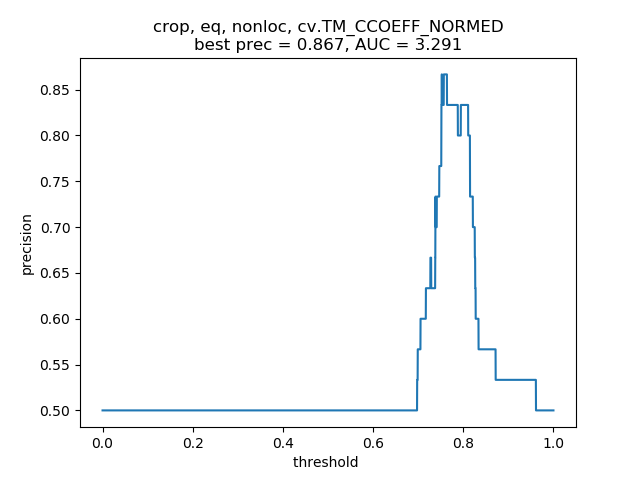 crop, eq, nonloc, cv.TM_CCOEFF_NORMED
best prec = 0.867, AUC = 3.291
precision
0.85
0.80
0.75
0.70
0.65
0.60
0.55
0.50
0.0 0.2 0.4 0.6 0.8 1.0
threshold